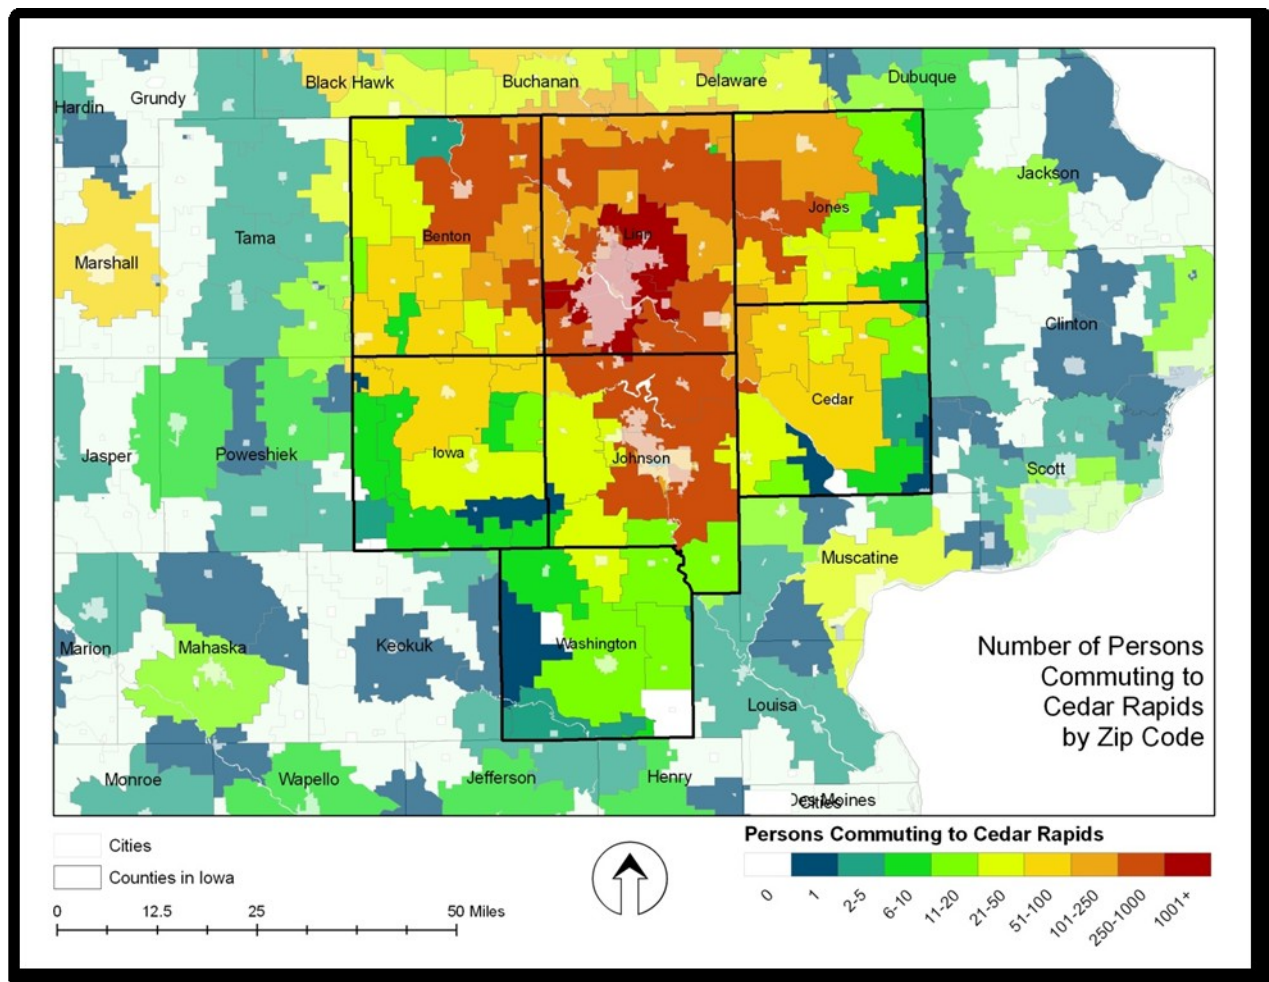 Black Hawk
Buchanan
Delaware
Dubuque
Hardin
Grundy
Jackson
Jones
Tama
Benton
Linn
Marshall
Clinton
Cedar
Jasper
Poweshiek
Iowa
Johnson
Scott
Muscatine
Marion
Mahaska
Keokuk
Washington
Louisa
Number of Persons
Commuting to
Cedar Rapids
by Zip Code
Monroe
Wapello
Jefferson
Henry
Des Moines
Cities
Persons Commuting to Cedar Rapids
0
1
2-5
6-10
11-20
21-50
51-100
101-250
250-1000
1001+
Cities
Counties in Iowa
0 12.5 25 50 Miles